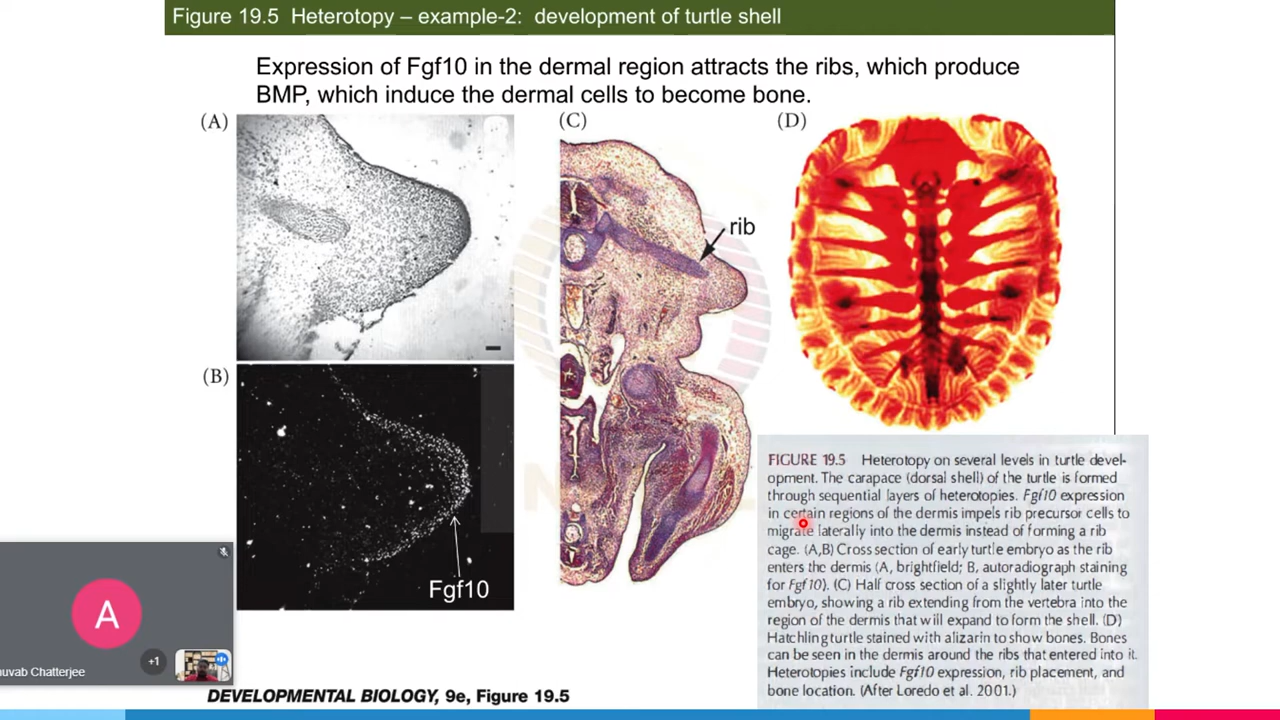 Figure 19.5 Heterotopy – example-2: development of turtle shell
Expression of Fgf10 in the dermal region attracts the ribs, which produce
BMP, which induce the dermal cells to become bone.
(A)
(C)
(D)
rib
(B)
Fgf10
FIGURE 19.5 Heterotopy on several levels in turtle devel-
opment. The carapace (dorsal shell) of the turtle is formed
through sequential layers of heterotopies. Fgf10 expression
in certain regions of the dermis impels rib precursor cells to
migrate laterally into the dermis instead of forming a rib
cage. (A,B) Cross section of early turtle embryo as the rib
enters the dermis (A, brightfield; B, autoradiograph staining
for Fgf10). (C) Half cross section of a slightly later turtle
embryo, showing a rib extending from the vertebra into the
region of the dermis that will expand to form the shell. (D)
Hatchling turtle stained with alizarin to show bones. Bones
can be seen in the dermis around the ribs that entered into it.
Heterotopies include Fgf10 expression, rib placement, and
bone location. (After Loredo et al. 2001.)
A
+1
uvab Chatterjee
DEVELOPMENTAL BIOLOGY, 9e, Figure 19.5